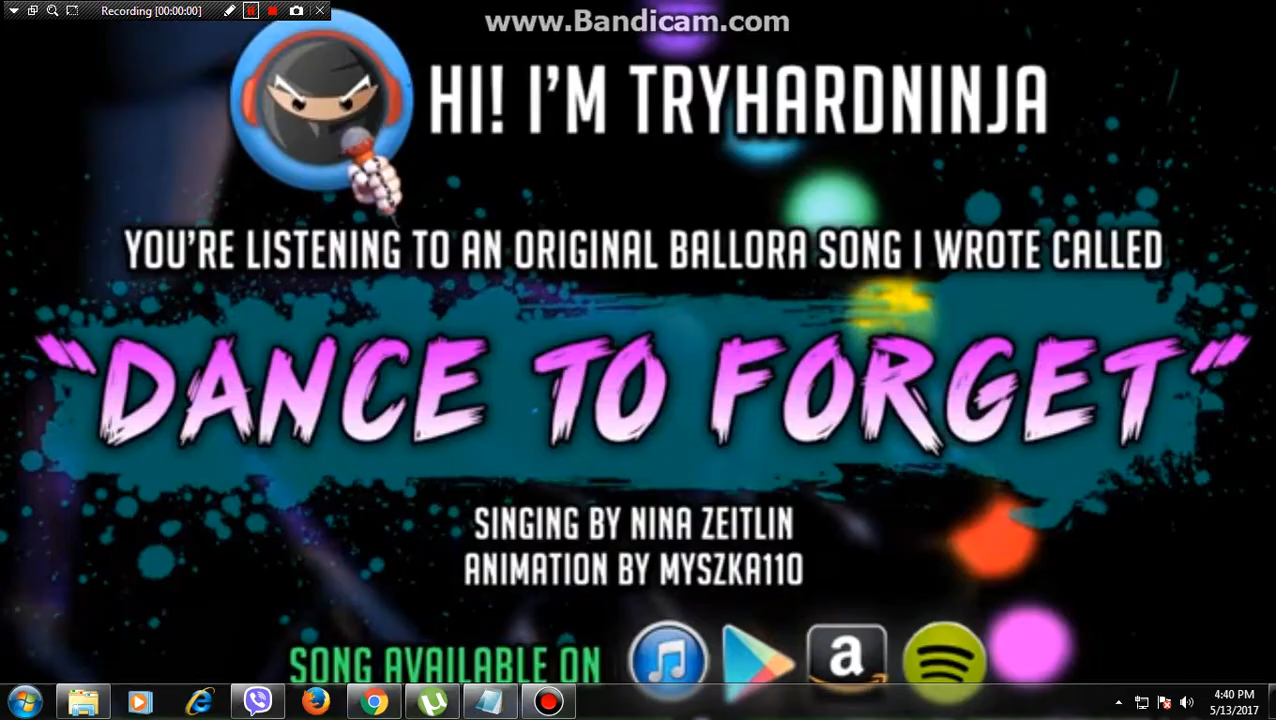 Recording [00:00:00]
www.Bandicam.com
HI! I'M TRYHARDNINJA
YOU'RE LISTENING TO AN ORIGINAL BALLORA SONG I WROTE CALLED
"DANCE TO FORGET"
SINGING BY NINA ZEITLIN
ANIMATION BY MYSZKA110
SONG AVAILABLE ON
a
4:40 PM
5/13/2017